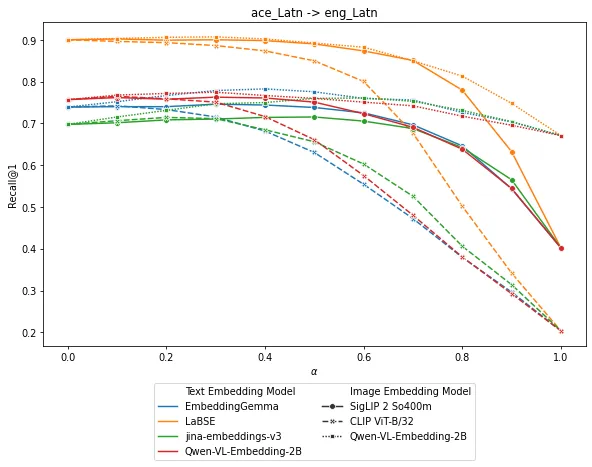 ace_Latn -> eng_Latn
Recall@1
0.9
0.8
0.7
0.6
0.5
0.4
0.3
0.2
0.0 0.2 0.4 0.6 0.8 1.0
α
Text Embedding Model Image Embedding Model
EmbeddingGemma SigLIP 2 So400m
LaBSE CLIP ViT-B/32
jina-embeddings-v3 Qwen-VL-Embedding-2B
Qwen-VL-Embedding-2B